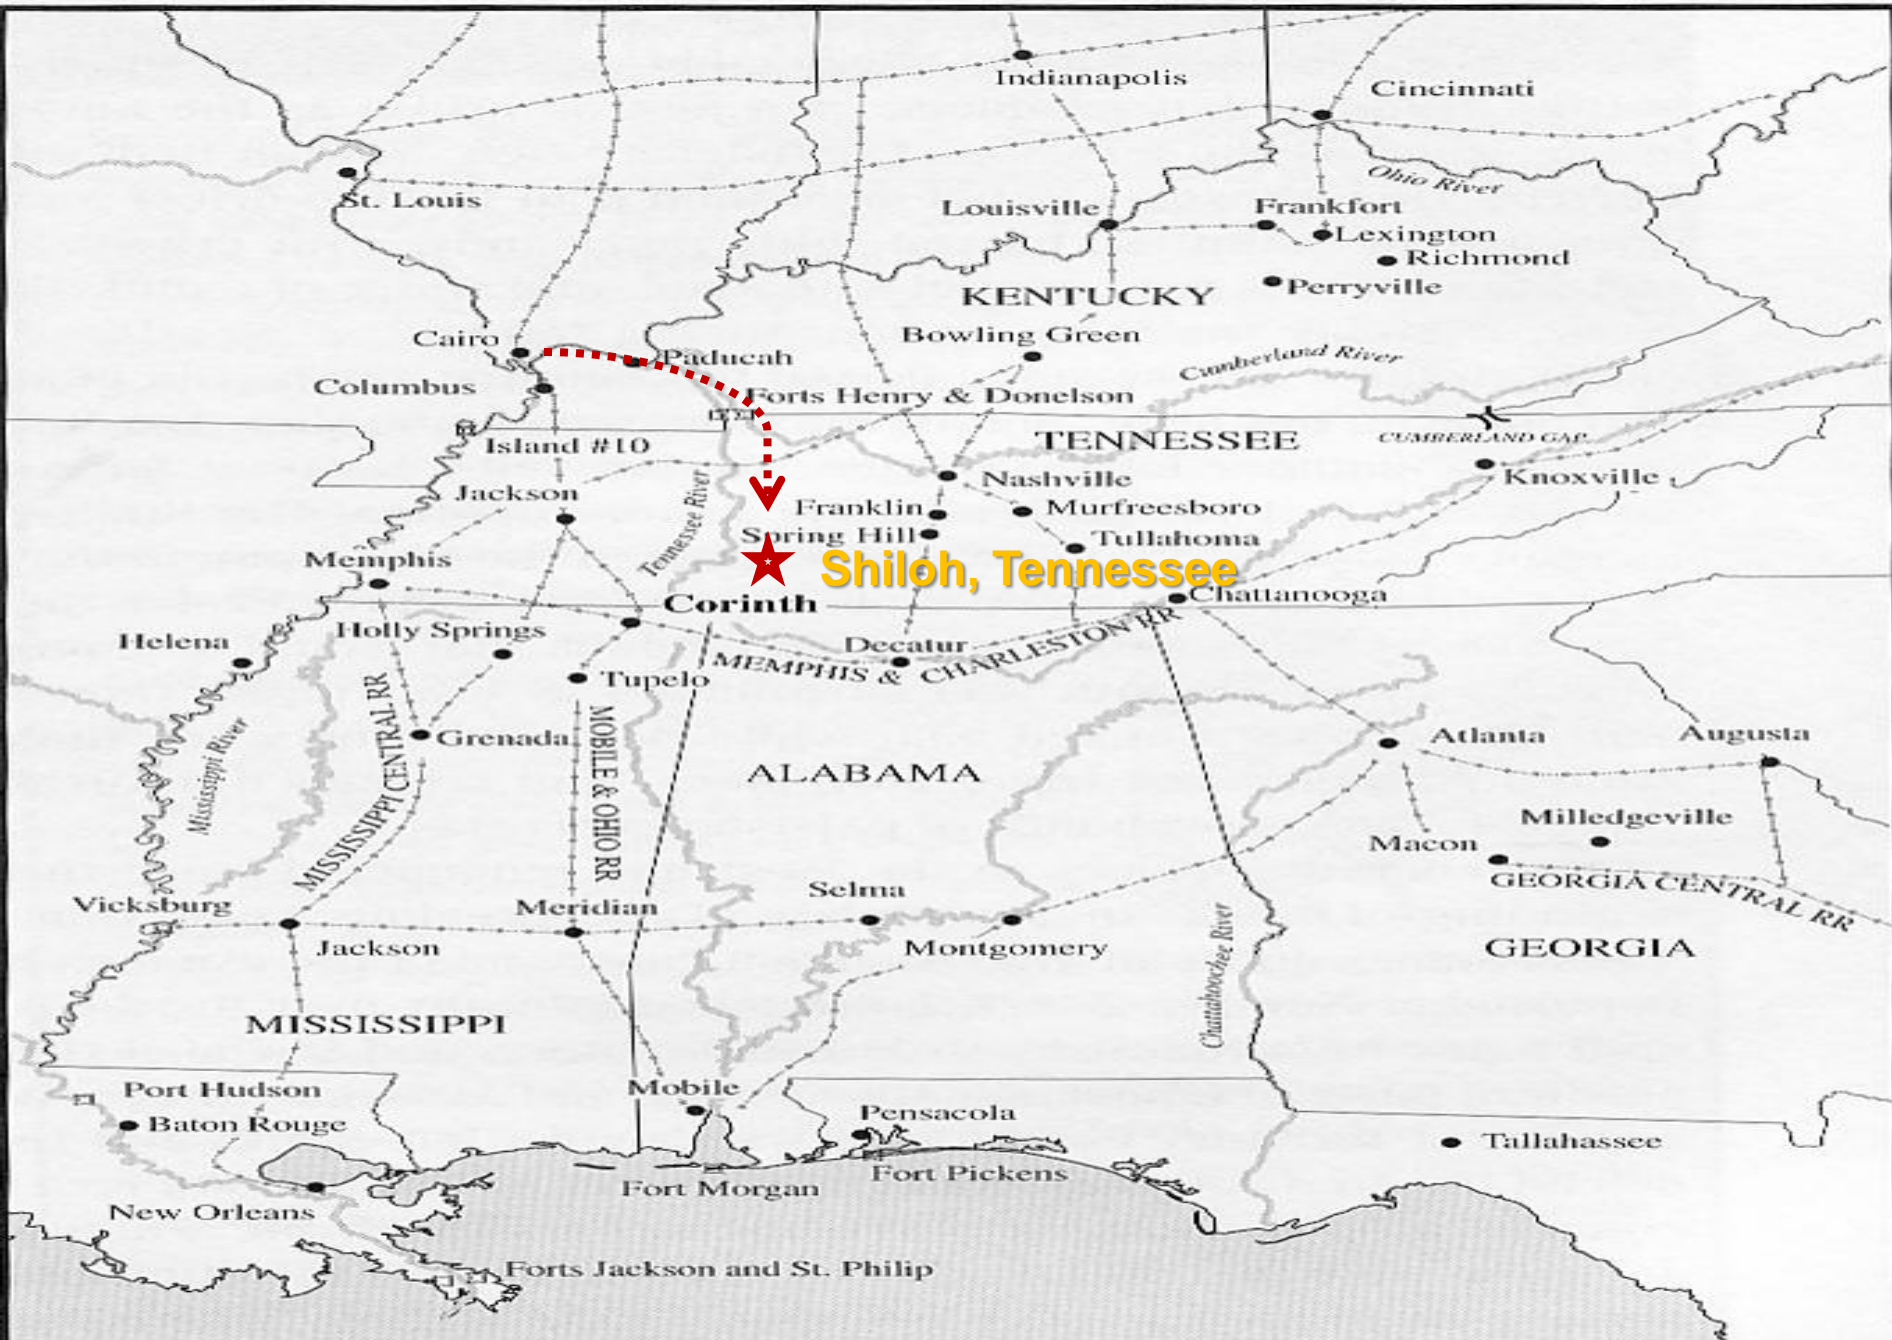 Indianapolis
Cincinnati
Ohio River
St. Louis
Louisville
Frankfort
Lexington
Richmond
Perryville
KENTUCKY
Bowling Green
Cairo
Paducah
Columbus
Cumberland River
Forts Henry & Donelson
Island #10
TENNESSEE
CUMBERLAND GAP
Nashville
Knoxville
Jackson
Tennessee River
Franklin
Murfreesboro
Spring Hill
Tullahoma
Memphis
Shiloh, Tennessee
Corinth
Chattanooga
Helena
Holly Springs
Decatur
MEMPHIS & CHARLESTON RR
Tupelo
Mississippi River
MISSISSIPPI CENTRAL RR
Grenada
MOBILE & OHIO RR
Atlanta
Augusta
ALABAMA
Milledgeville
Macon
GEORGIA CENTRAL RR
Selma
Vicksburg
Meridian
Jackson
Montgomery
Chattahoochee River
GEORGIA
MISSISSIPPI
Port Hudson
Mobile
Baton Rouge
Pensacola
Tallahassee
Fort Pickens
Fort Morgan
New Orleans
Forts Jackson and St. Philip